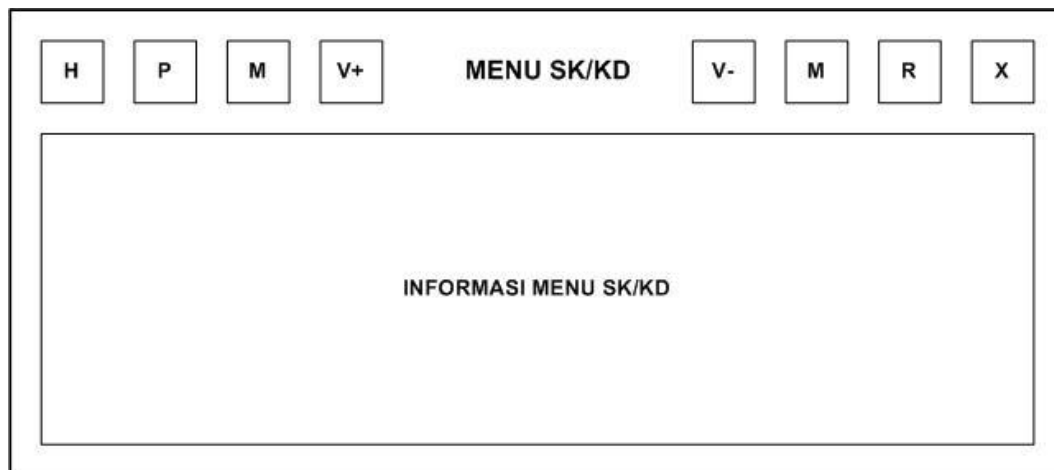 H P M V+ MENU SK/KD V- M R X
INFORMASI MENU SK/KD